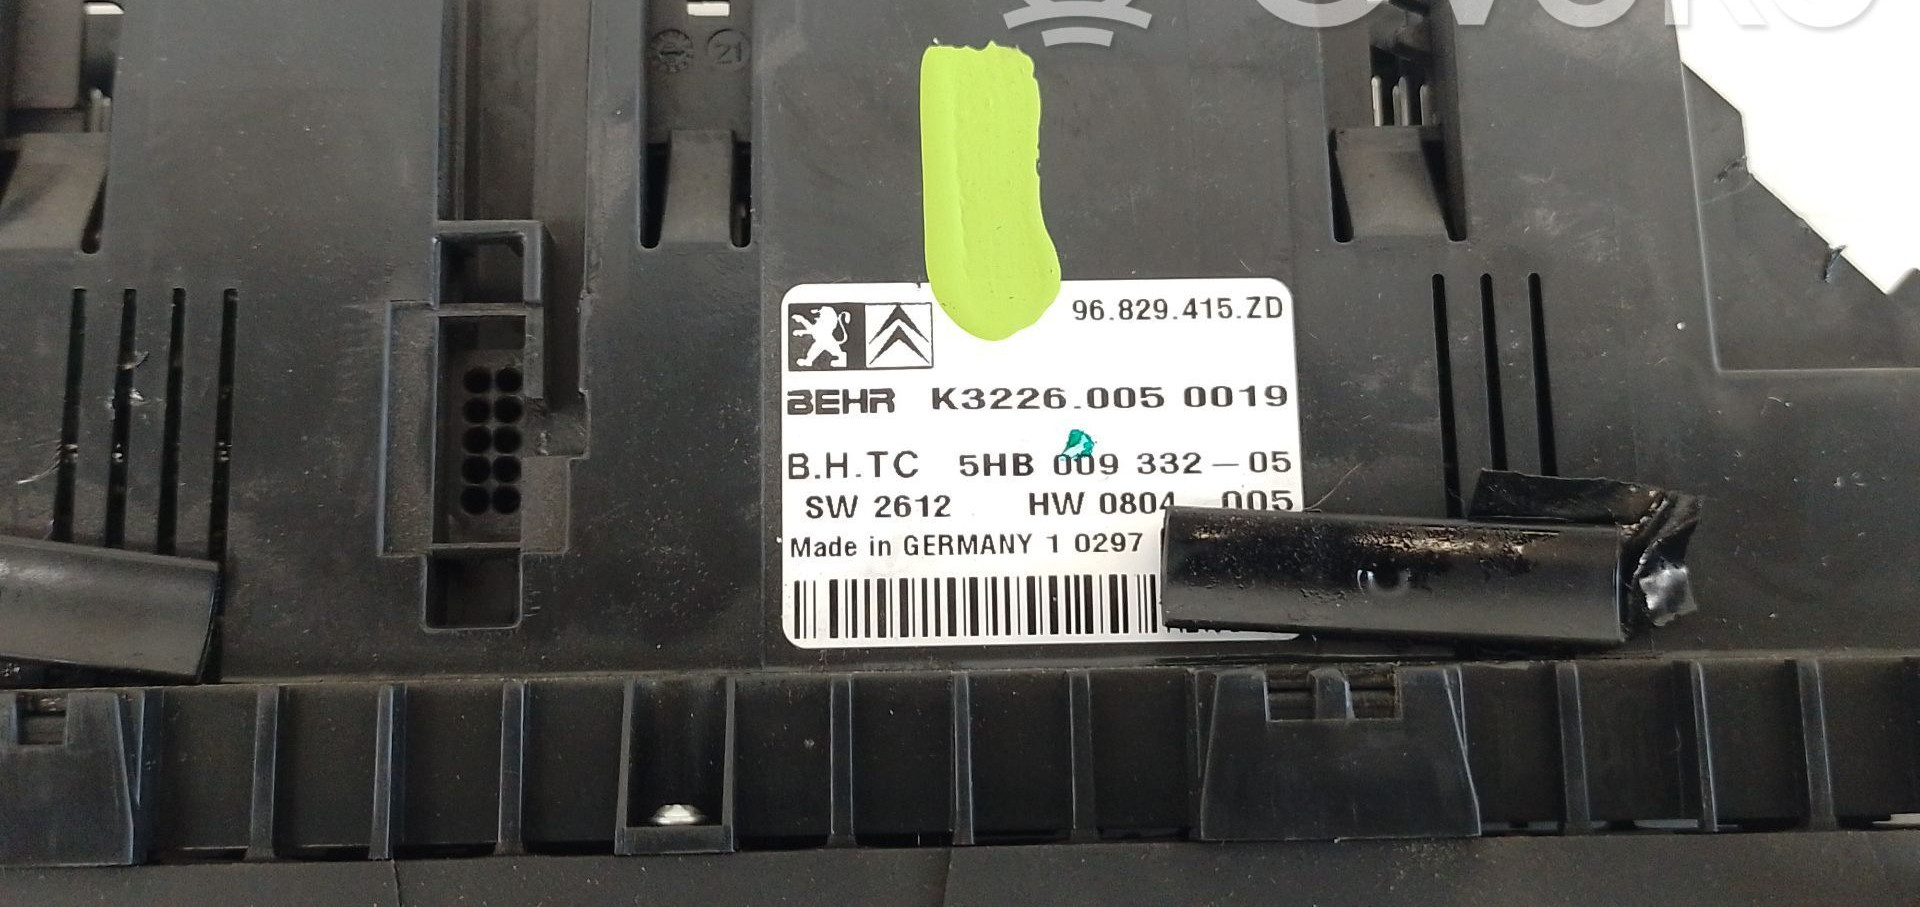 21
96.829.415.ZD
BEHR K3226.005 0019
B.H.TC 5HB 009 332-05
SW 2612 HW 0804 005
Made in GERMANY 1 0297